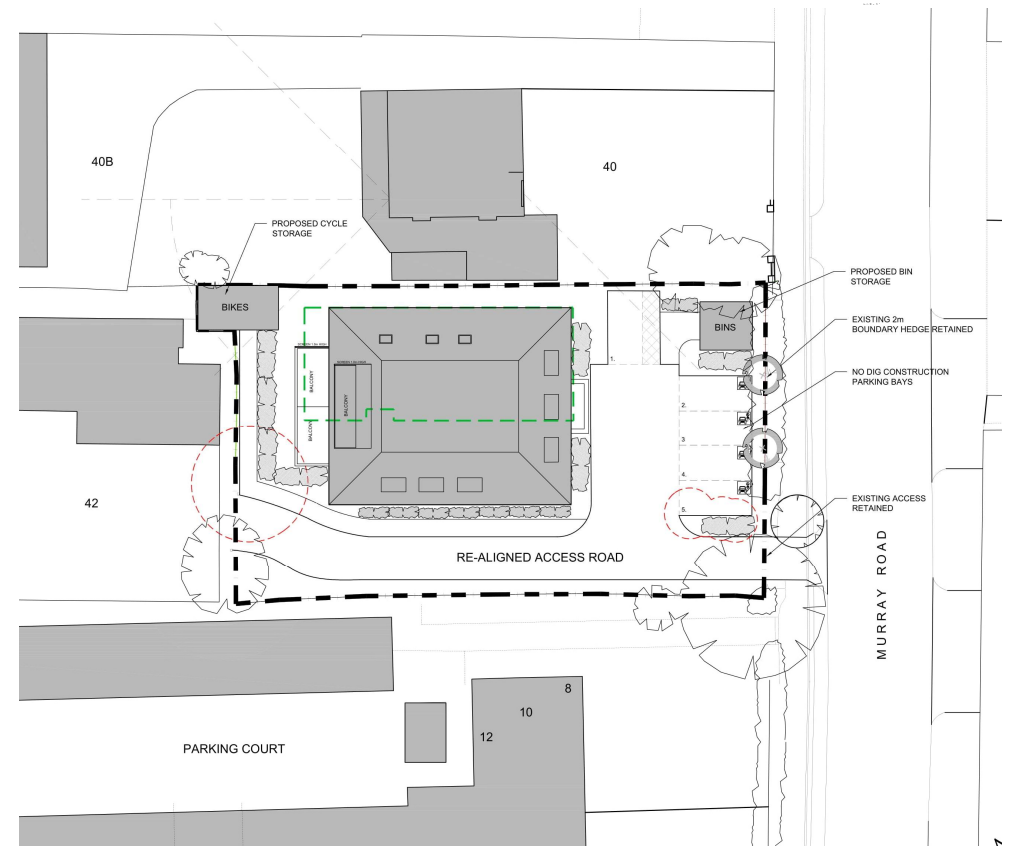 40B
40
PROPOSED CYCLE
STORAGE
BIKES
PROPOSED BIN
STORAGE
BINS
EXISTING 2m
BOUNDARY HEDGE RETAINED
1.
NO DIG CONSTRUCTION
PARKING BAYS
BALCONY
BALCONY
BALCONY
2.
3
4.
5.
42
EXISTING ACCESS
RETAINED
RE-ALIGNED ACCESS ROAD
MURRAY ROAD
8
10
12
PARKING COURT